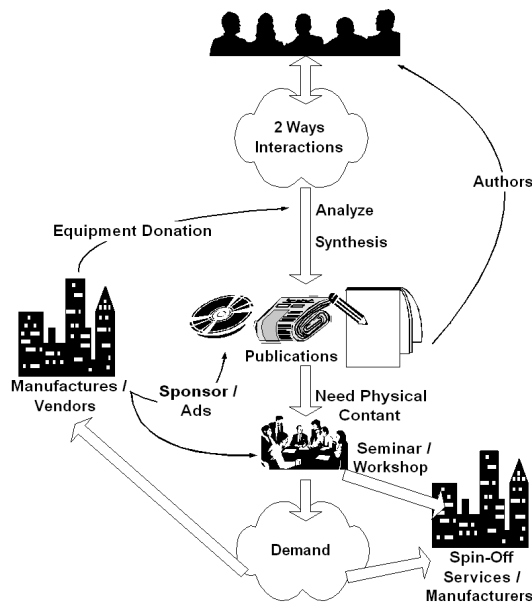 2 Ways
Interactions
Authors
Analyze
Equipment Donation
Synthesis
Publications
Manufactures /
Vendors
Sponsor /
Ads
Need Physical
Contant
Seminar /
Workshop
Demand
Spin-Off
Services /
Manufacturers